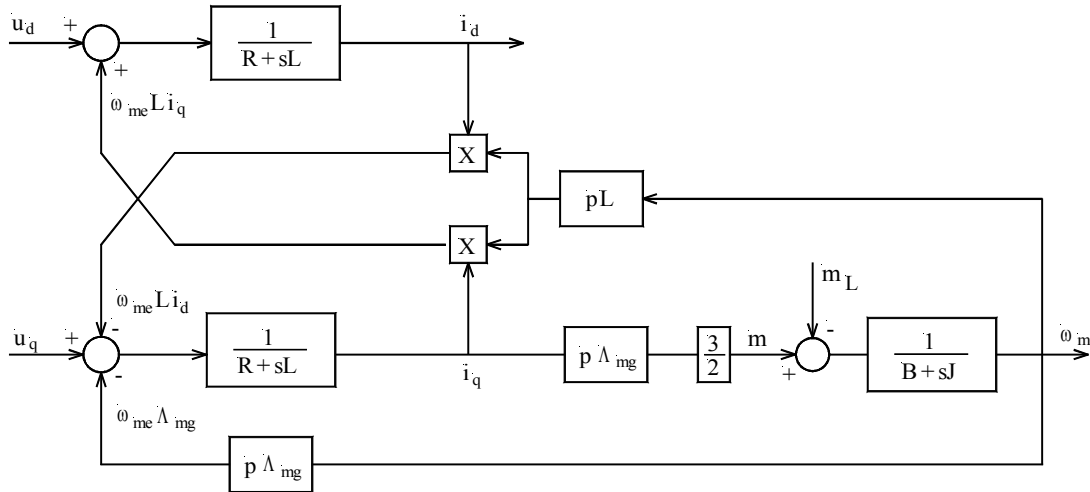 u_d
+
1
R+sL
i_d
+
ω_me L i_q
X
pL
X
m_L
ω_me L i_d
-
-
u_q
+
1
R+sL
i_q
p Λ_mg
3
2
m
+
1
B+sJ
ω_m
-
ω_me Λ_mg
p Λ_mg